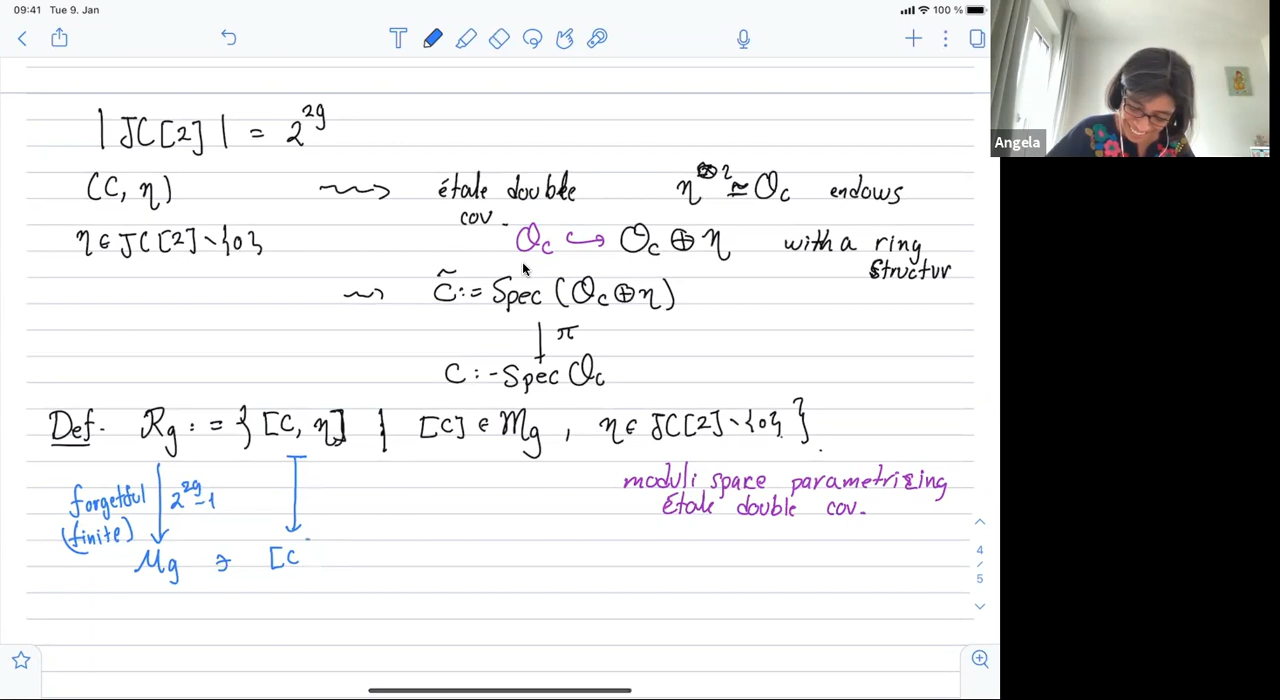 09:41 Tue 9. Jan 100 %
|JC[2]| = 2^{2g}
(C, η) ⇝ étale double cov. η^{⊗2} ≃ O_C endows
η ∈ JC[2]∖{0} O_C ↪ O_C ⊕ η with a ring structur
⇝ C̃ := Spec (O_C ⊕ η)
↓ π
C :- Spec O_C
Def. R_g := {[C, η] | [C] ∈ M_g, η ∈ JC[2]∖{0}}.
moduli space parametrizing
étale double cov.
forgetful 2^{2g}-1
(finite)
M_g ∋ [C
4
/
5
Angela